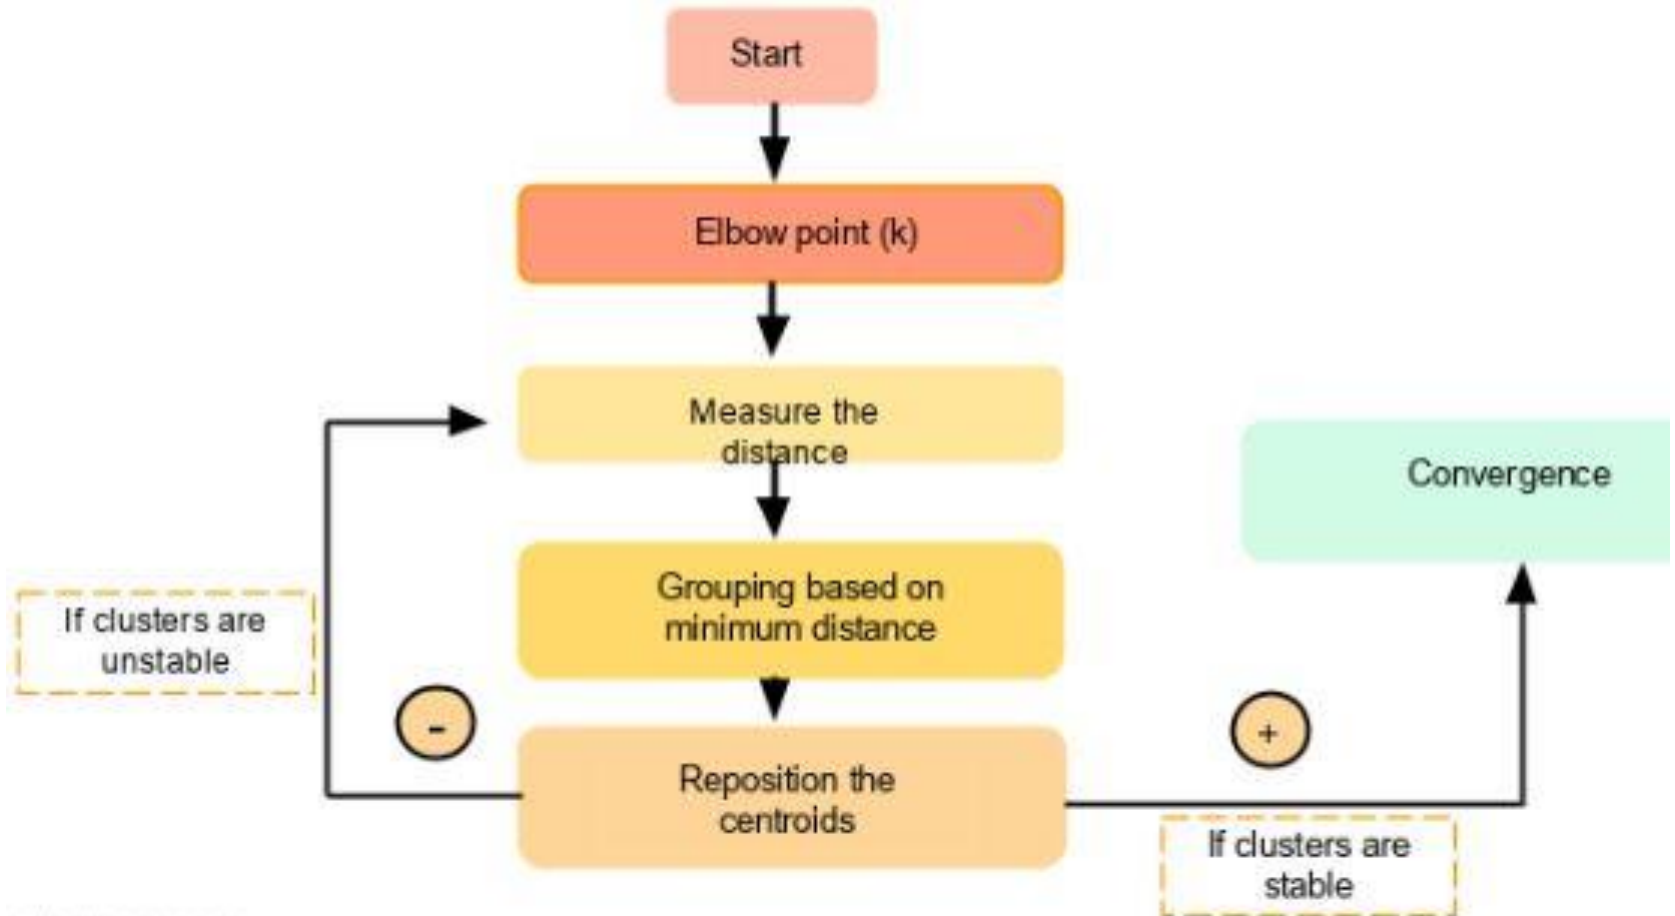 Start
Elbow point (k)
Measure the
distance
Convergence
Grouping based on
minimum distance
If clusters are
unstable
-
+
Reposition the
centroids
If clusters are
stable